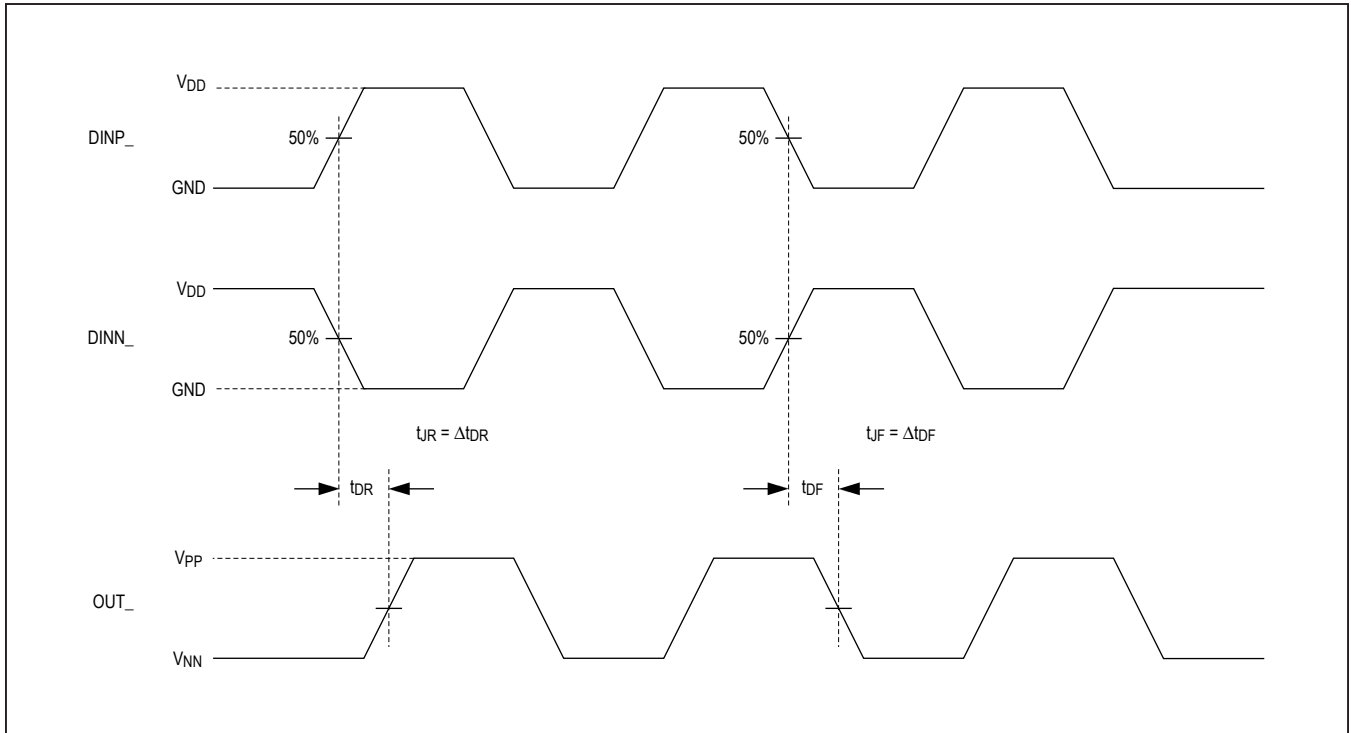 VDD
DINP_
50%
50%
GND
VDD
DINN_
50%
50%
GND
tJR = ΔtDR
tJF = ΔtDF
tDR
tDF
VPP
OUT_
VNN